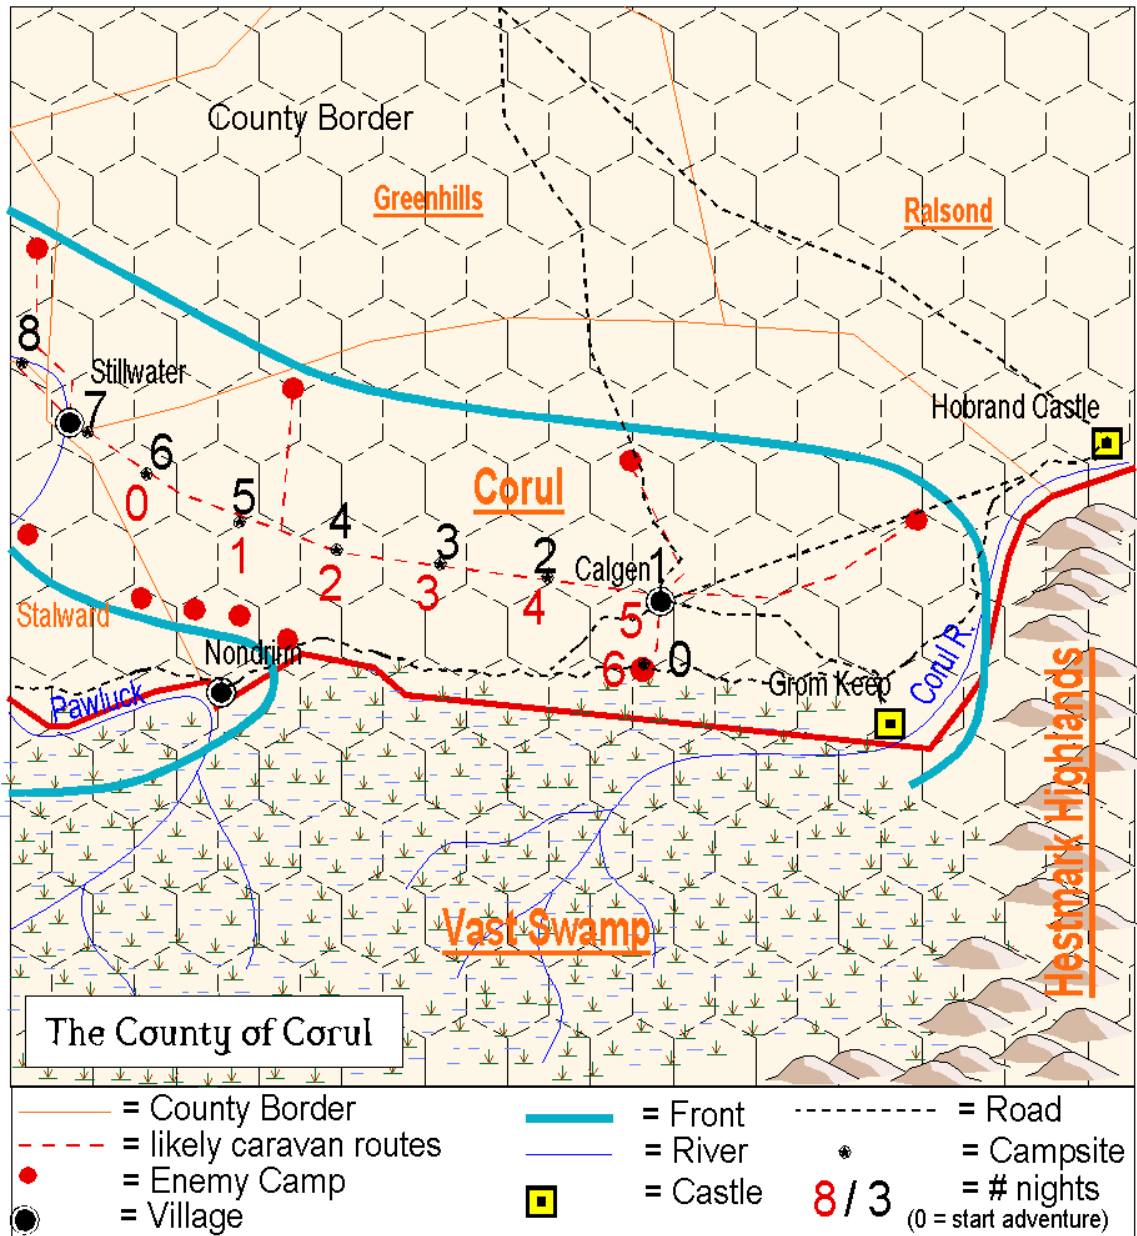 County Border
Greenhills
Ralsond
8
Stillwater
7
Hobrand Castle
6
0
Corul
5
1
4
2
3
3
2
4
Calgen
1
5
Stalward
Nondrim
6
0
Grom Keep
Corul R.
Pawluck
Hestmark Highlands
Vast Swamp
The County of Corul
= County Border
= Front
= Road
= likely caravan routes
= River
= Campsite
= Enemy Camp
= Castle
8 / 3
= # nights
(0 = start adventure)
= Village